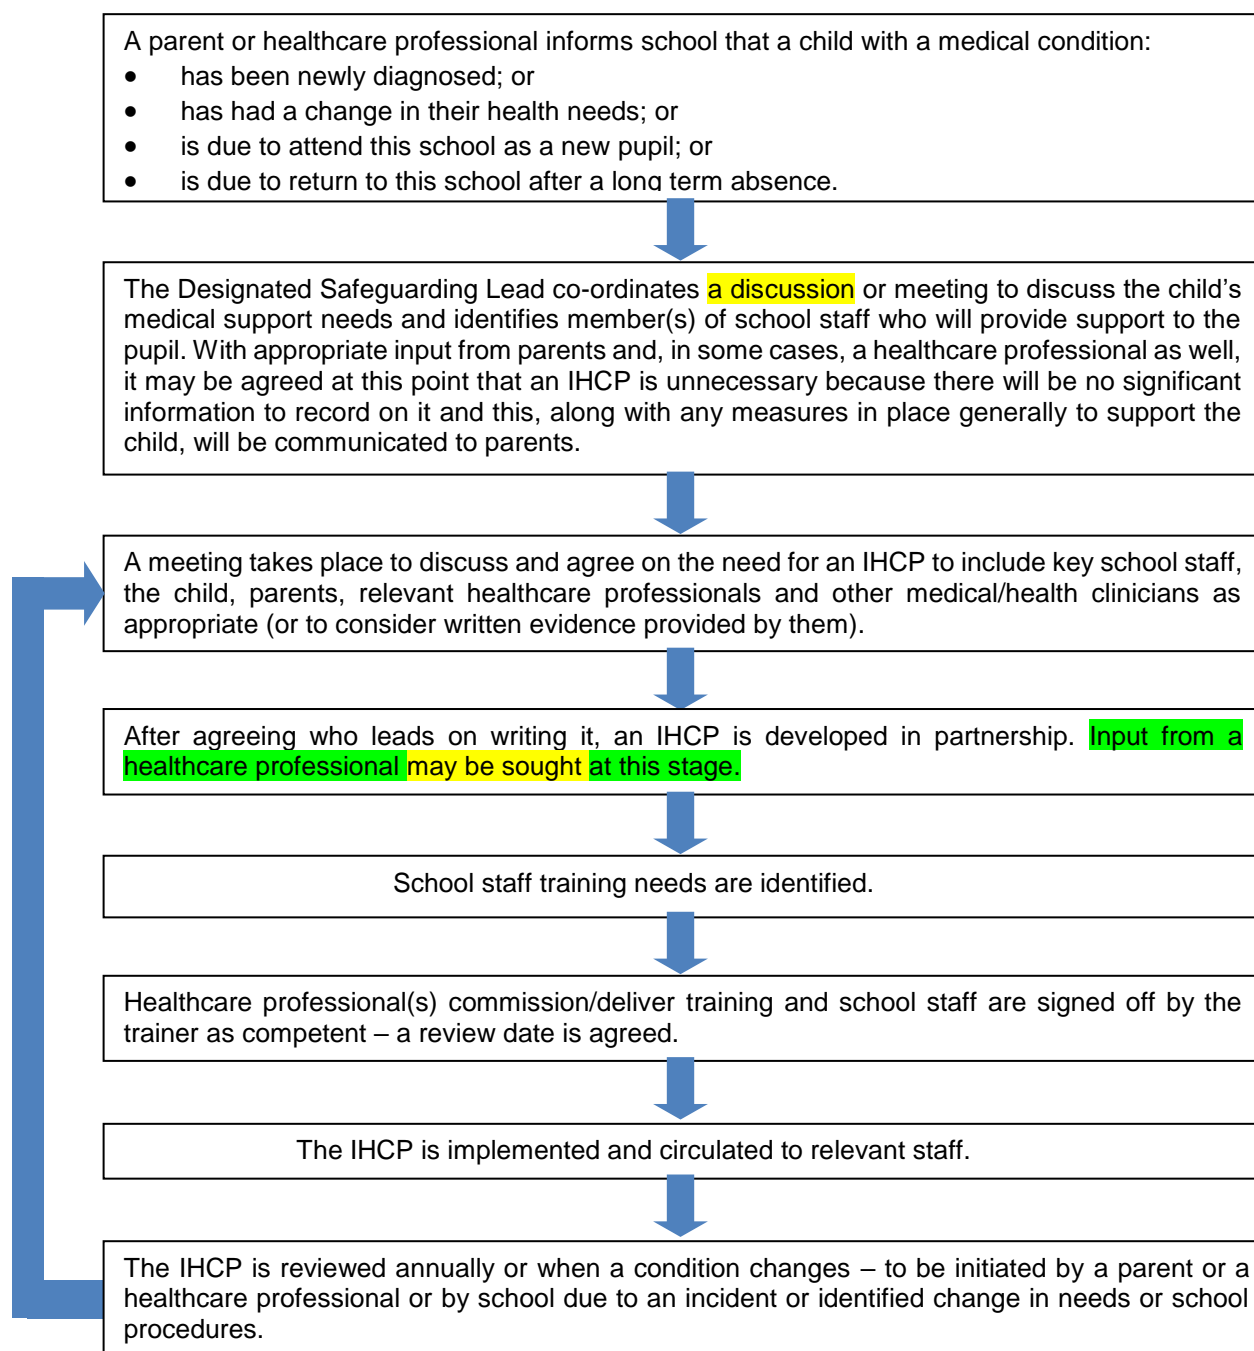 A parent or healthcare professional informs school that a child with a medical condition:
• has been newly diagnosed; or
• has had a change in their health needs; or
• is due to attend this school as a new pupil; or
• is due to return to this school after a long term absence.
The Designated Safeguarding Lead co-ordinates a discussion or meeting to discuss the child’s
medical support needs and identifies member(s) of school staff who will provide support to the
pupil. With appropriate input from parents and, in some cases, a healthcare professional as well,
it may be agreed at this point that an IHCP is unnecessary because there will be no significant
information to record on it and this, along with any measures in place generally to support the
child, will be communicated to parents.
A meeting takes place to discuss and agree on the need for an IHCP to include key school staff,
the child, parents, relevant healthcare professionals and other medical/health clinicians as
appropriate (or to consider written evidence provided by them).
After agreeing who leads on writing it, an IHCP is developed in partnership. Input from a
healthcare professional may be sought at this stage.
School staff training needs are identified.
Healthcare professional(s) commission/deliver training and school staff are signed off by the
trainer as competent – a review date is agreed.
The IHCP is implemented and circulated to relevant staff.
The IHCP is reviewed annually or when a condition changes – to be initiated by a parent or a
healthcare professional or by school due to an incident or identified change in needs or school
procedures.